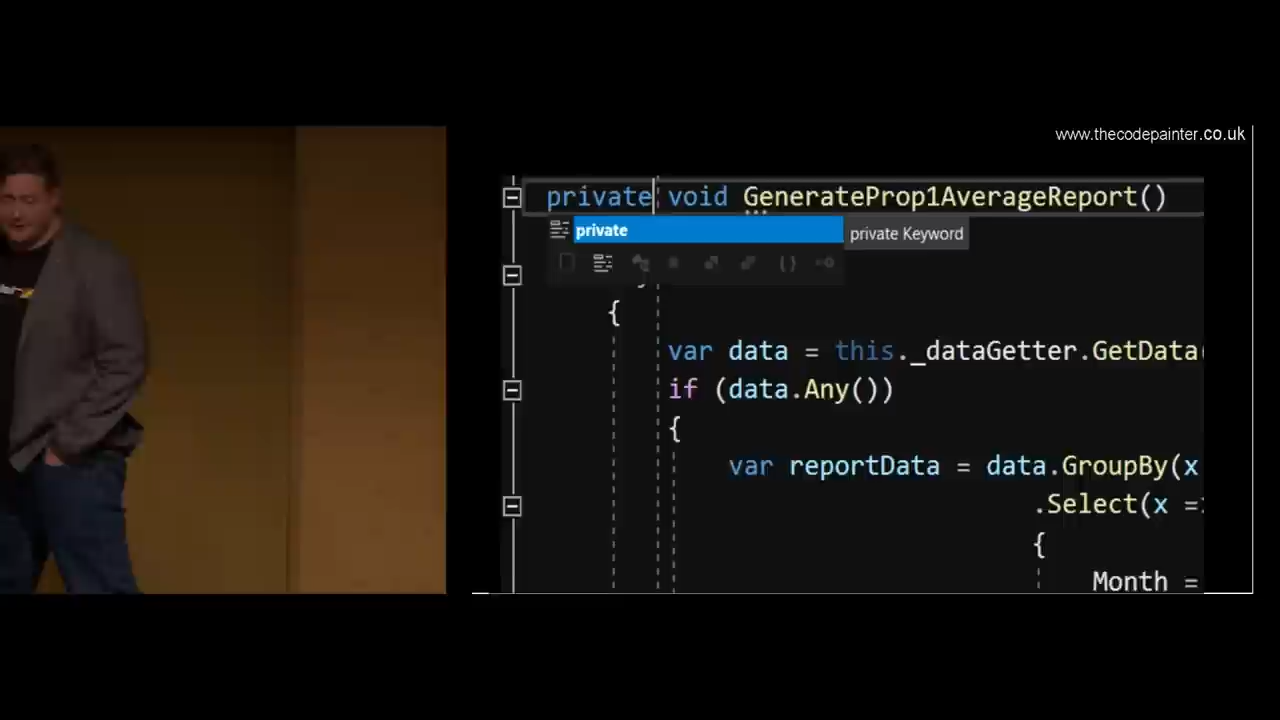 www.thecodepainter.co.uk
private void GenerateProp1AverageReport()
private
private Keyword
{
var data = this._dataGetter.GetData(
if (data.Any())
{
var reportData = data.GroupBy(x
.Select(x =>
{
Month =